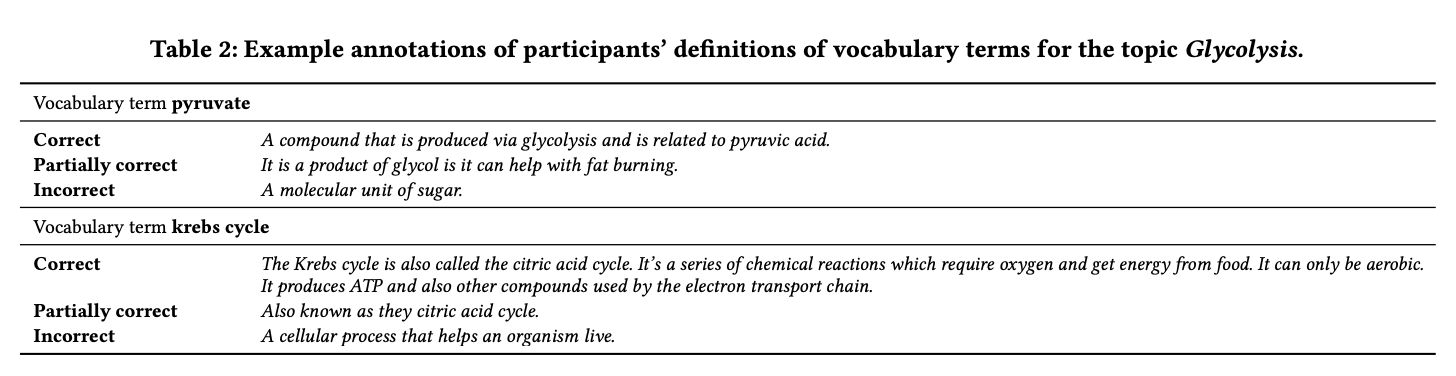 Table 2: Example annotations of participants’ definitions of vocabulary terms for the topic Glycolysis.
Vocabulary term pyruvate
Correct A compound that is produced via glycolysis and is related to pyruvic acid.
Partially correct It is a product of glycol is it can help with fat burning.
Incorrect A molecular unit of sugar.
Vocabulary term krebs cycle
Correct The Krebs cycle is also called the citric acid cycle. It’s a series of chemical reactions which require oxygen and get energy from food. It can only be aerobic.
It produces ATP and also other compounds used by the electron transport chain.
Partially correct Also known as they citric acid cycle.
Incorrect A cellular process that helps an organism live.